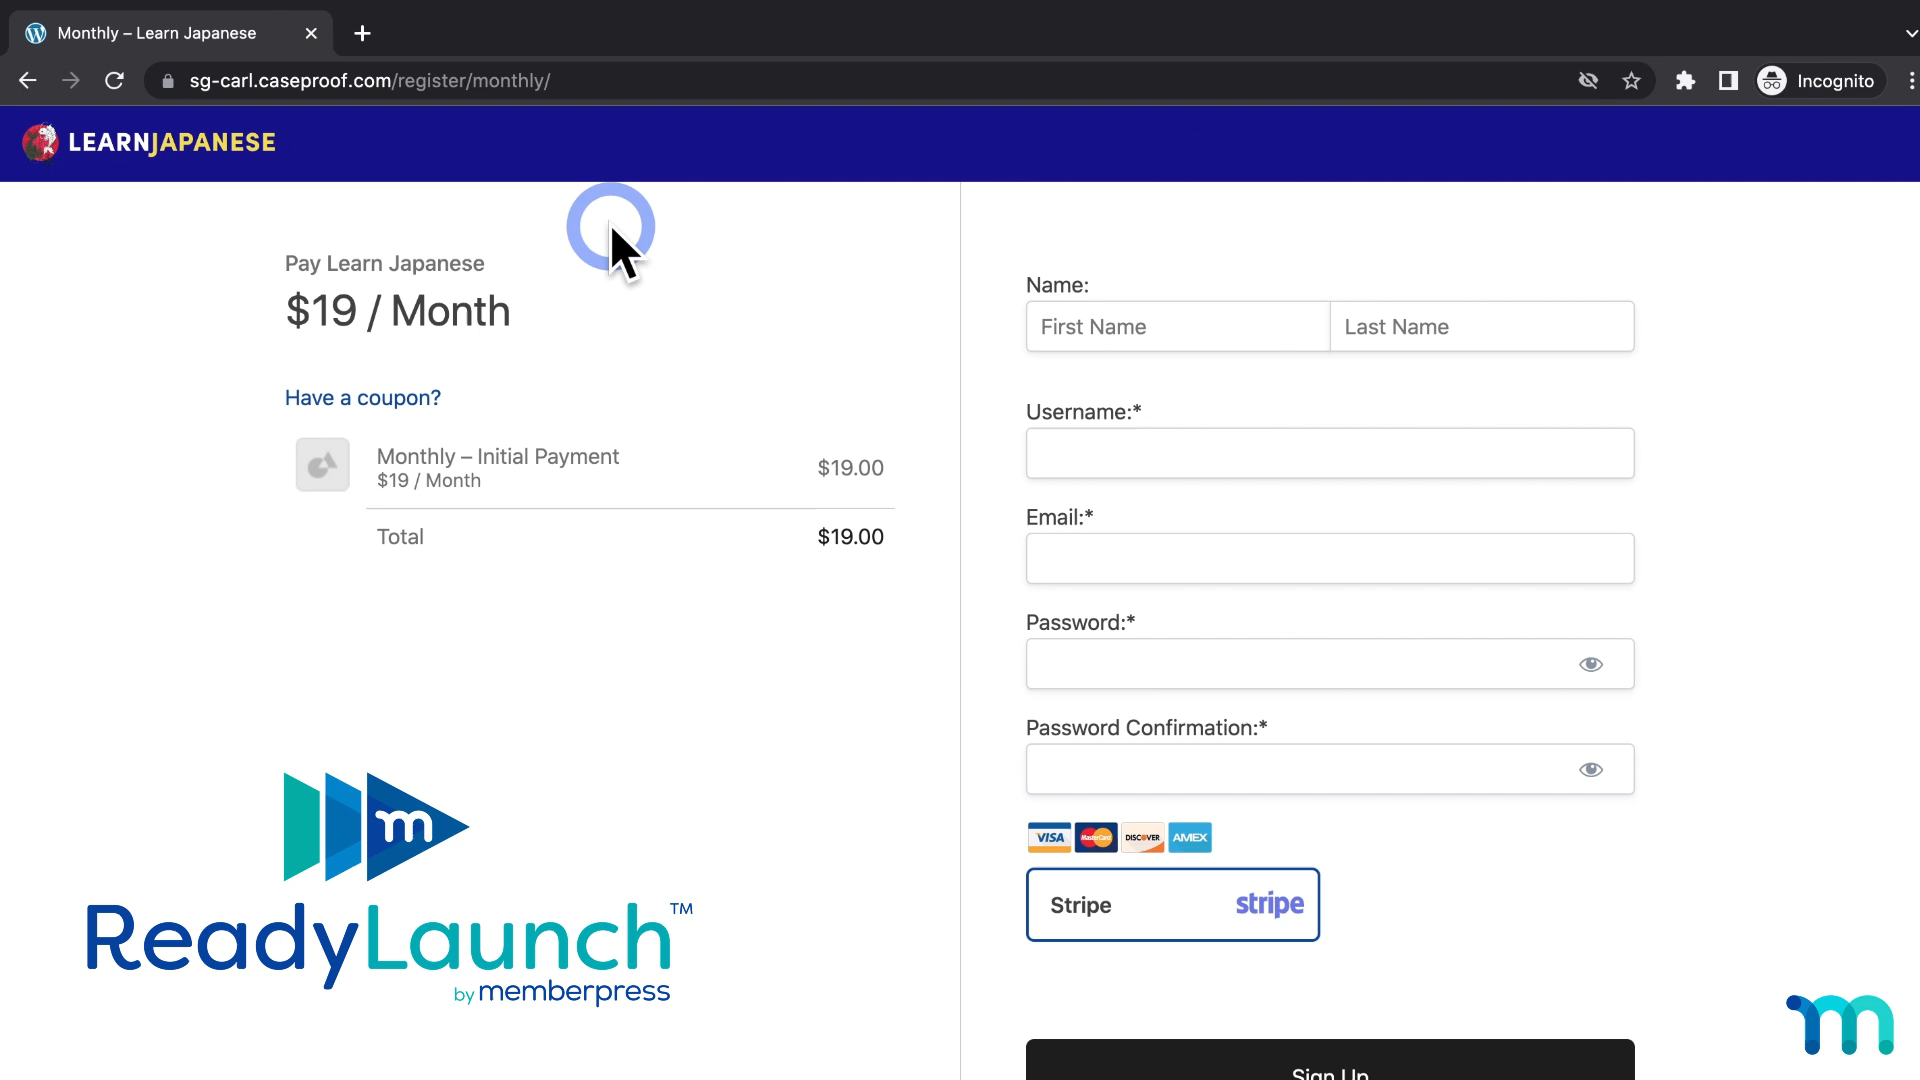 Monthly – Learn Japanese
sg-carl.caseproof.com/register/monthly/
Incognito
LEARNJAPANESE
Pay Learn Japanese
$19 / Month
Have a coupon?
Monthly – Initial Payment
$19.00
$19 / Month
Total
$19.00
Name:
First Name
Last Name
Username:*
Email:*
Password:*
Password Confirmation:*
VISA
MasterCard
DISCOVER
AMEX
Stripe
stripe
Sign Up
m
ReadyLaunch™
by memberpress
m